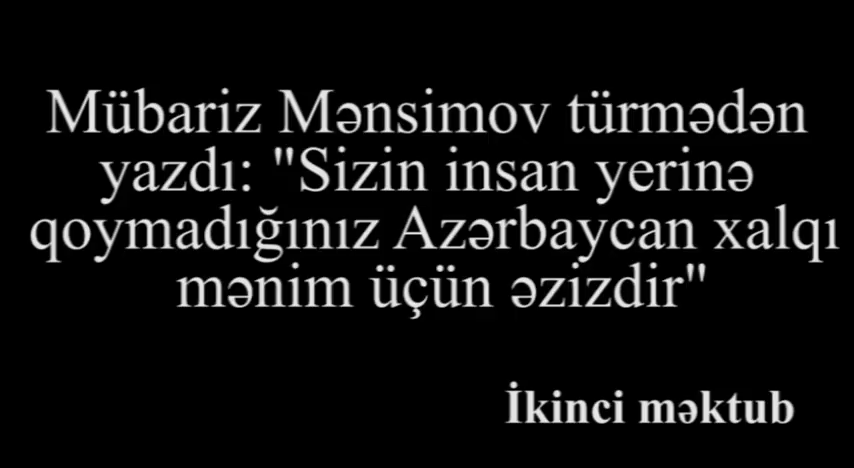 Mübariz Mənsimov türmədən
yazdı: "Sizin insan yerinə
qoymadığınız Azərbaycan xalqı
mənim üçün əzizdir"
İkinci məktub